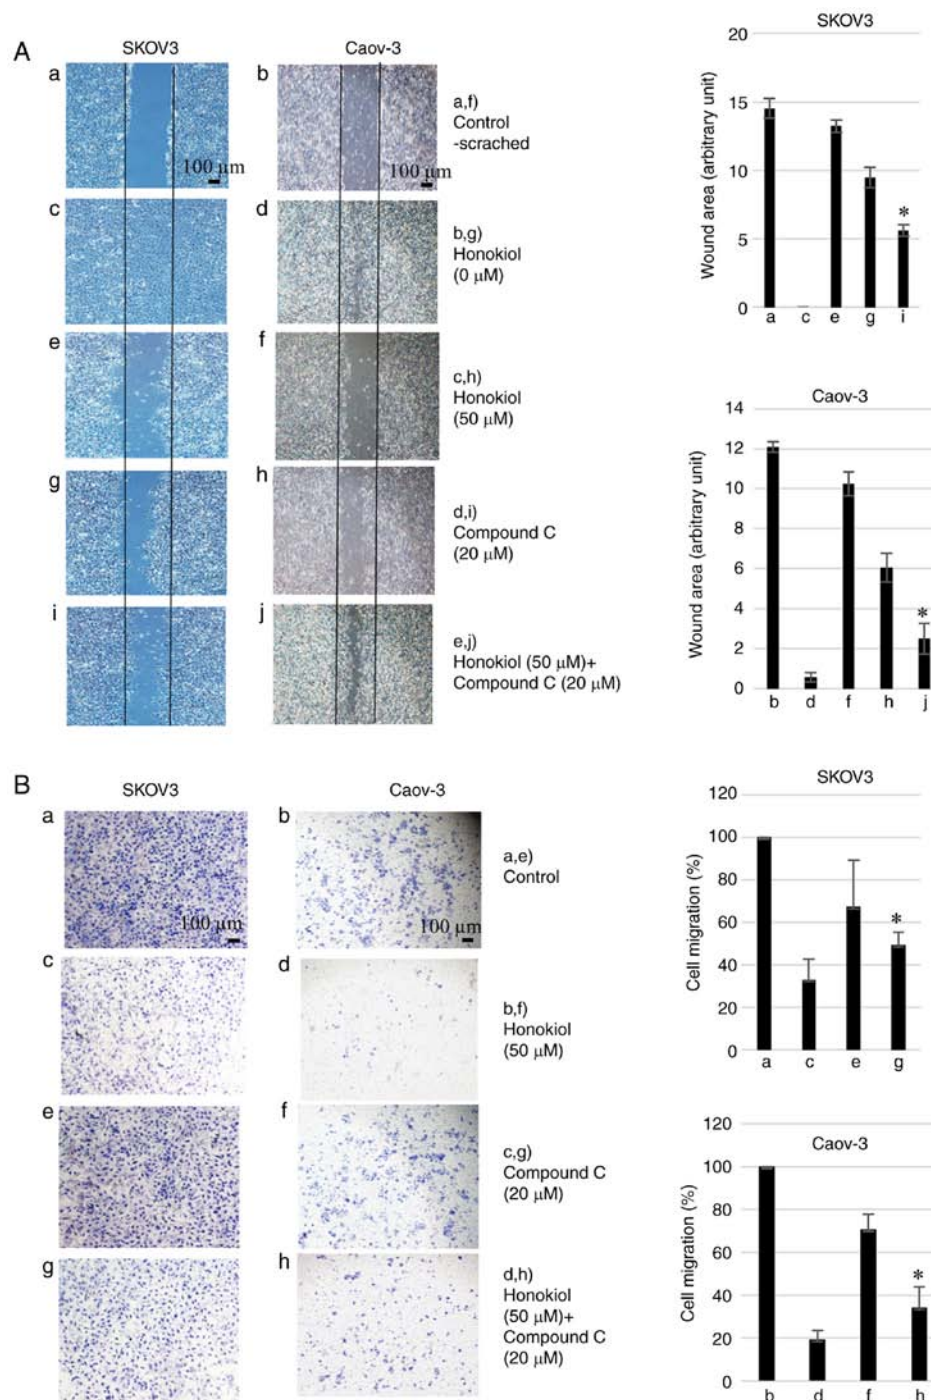 A
SKOV3
Caov-3
a
100 µm
b
100 µm
a,f)
Control
-scrached
c
d
b,g)
Honokiol
(0 µM)
e
f
c,h)
Honokiol
(50 µM)
g
h
d,i)
Compound C
(20 µM)
i
j
e,j)
Honokiol (50 µM)+
Compound C (20 µM)
SKOV3
Wound area (arbitrary unit)
20
15
10
5
0
*
a c e g i
Caov-3
Wound area (arbitrary unit)
14
12
10
8
6
4
2
0
*
b d f h j
B
SKOV3
Caov-3
a
100 µm
b
100 µm
a,e)
Control
c
d
b,f)
Honokiol
(50 µM)
e
f
c,g)
Compound C
(20 µM)
g
h
d,h)
Honokiol
(50 µM)+
Compound C
(20 µM)
SKOV3
Cell migration (%)
120
100
80
60
40
20
0
*
a c e g
Caov-3
Cell migration (%)
120
100
80
60
40
20
0
*
b d f h